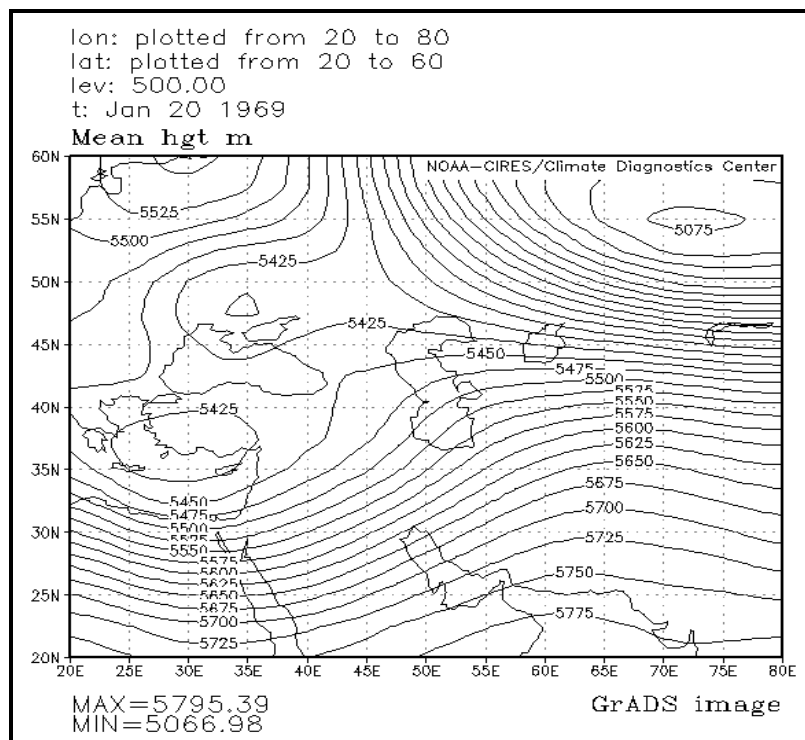 lon: plotted from 20 to 80
lat: plotted from 20 to 60
lev: 500.00
t: Jan 20 1969
Mean hgt m
NOAA-CIRES/Climate Diagnostics Center
60N
55N
50N
45N
40N
35N
30N
25N
20N
5525
5500
5075
5425
5425
5450
5475
5500
5575
5550
5575
5600
5625
5650
5675
5700
5725
5750
5775
5425
5450
5475
5500
5575
5550
5575
5600
5625
5650
5675
5700
5725
20E 25E 30E 35E 40E 45E 50E 55E 60E 65E 70E 75E 80E
MAX=5795.39
MIN=5066.98
GrADS image